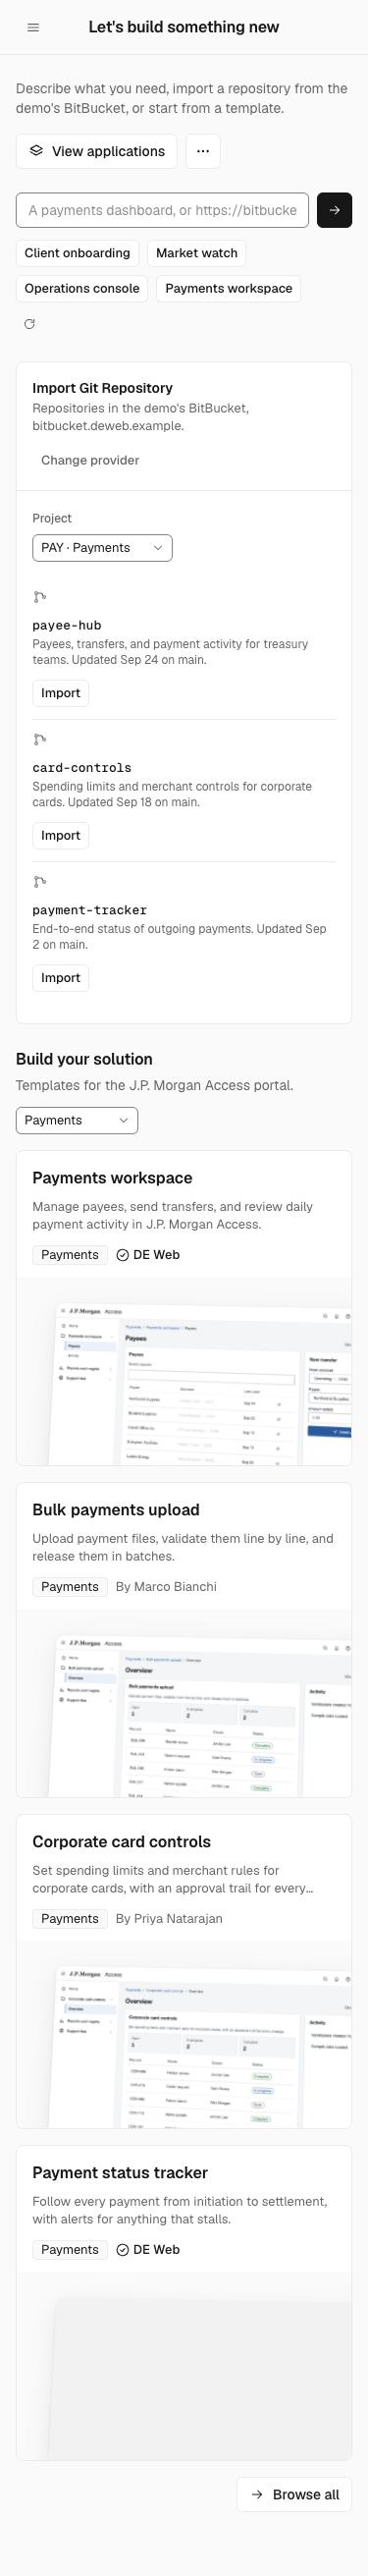 Let's build something new
Describe what you need, import a repository from the
demo's BitBucket, or start from a template.
View applications
A payments dashboard, or https://bitbucke
Client onboarding
Market watch
Operations console
Payments workspace
Import Git Repository
Repositories in the demo's BitBucket,
bitbucket.deweb.example.
Change provider
Project
PAY · Payments
payee-hub
Payees, transfers, and payment activity for treasury
teams. Updated Sep 24 on main.
Import
card-controls
Spending limits and merchant controls for corporate
cards. Updated Sep 18 on main.
Import
payment-tracker
End-to-end status of outgoing payments. Updated Sep
2 on main.
Import
Build your solution
Templates for the J.P. Morgan Access portal.
Payments
Payments workspace
Manage payees, send transfers, and review daily
payment activity in J.P. Morgan Access.
Payments
DE Web
J.P.Morgan Access
Payees
Bulk payments upload
Upload payment files, validate them line by line, and
release them in batches.
Payments
By Marco Bianchi
J.P.Morgan Access
Overview
Corporate card controls
Set spending limits and merchant rules for
corporate cards, with an approval trail for every...
Payments
By Priya Natarajan
J.P.Morgan Access
Overview
Payment status tracker
Follow every payment from initiation to settlement,
with alerts for anything that stalls.
Payments
DE Web
Browse all